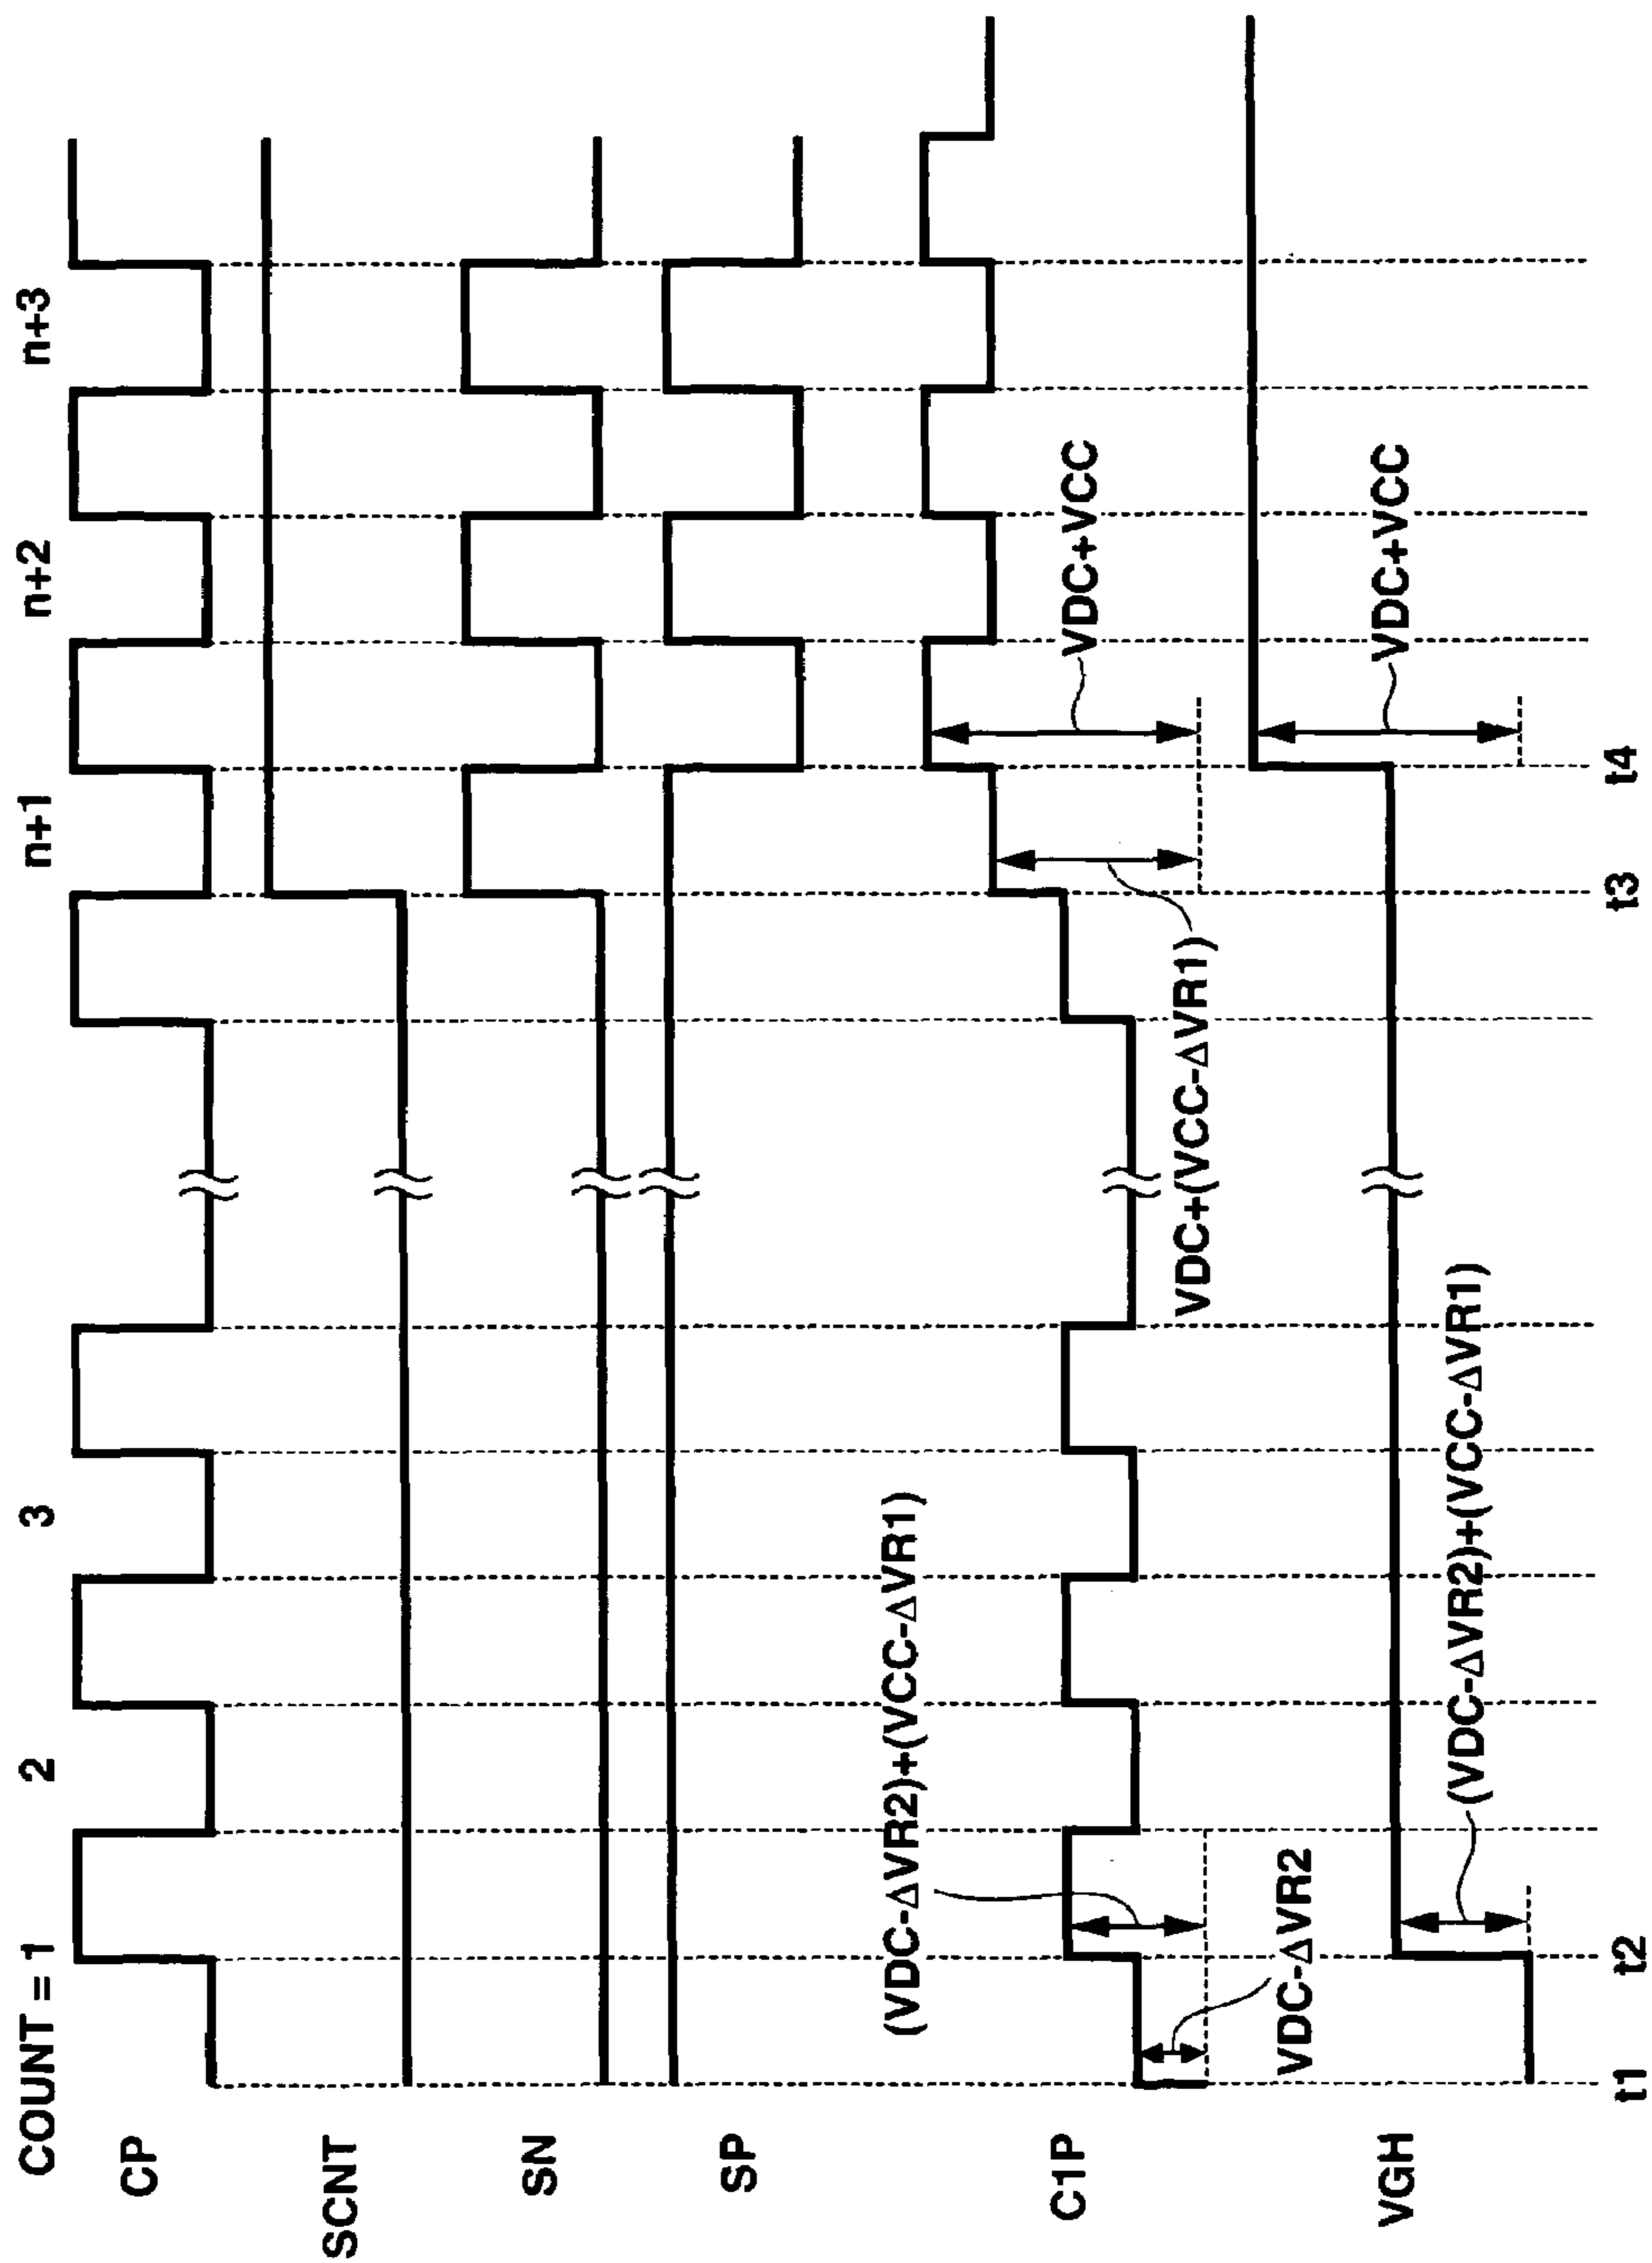 COUNT = 1 2 3 n+1 n+2 n+3
CP
SCNT
SN
SP
(VDC-ΔVR2)+(VCC-ΔVR1)
C1P
VDC+VCC
VDC+(VCC-ΔVR1)
VDC-ΔVR2
VGH
VDC+VCC
(VDC-ΔVR2)+(VCC-ΔVR1)
t1 t2 t3 t4